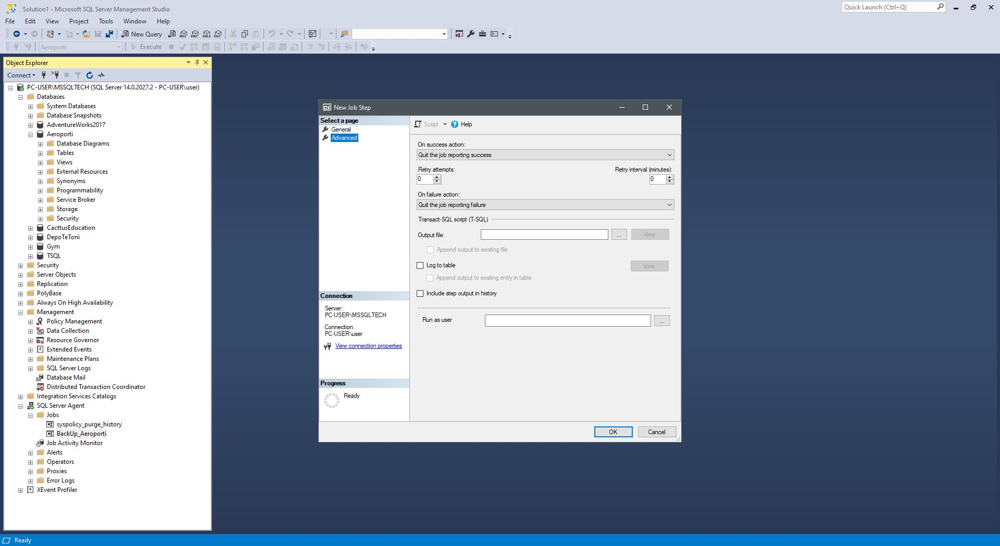 Solution1 - Microsoft SQL Server Management Studio
Quick Launch (Ctrl+Q)
File Edit View Project Tools Window Help
New Query
MDX DMX XMLA DAX
Aeroporti
Execute
Object Explorer
Connect
PC-USER\MSSQLTECH (SQL Server 14.0.2027.2 - PC-USER\user)
Databases
System Databases
Database Snapshots
AdventureWorks2017
Aeroporti
Database Diagrams
Tables
Views
External Resources
Synonyms
Programmability
Service Broker
Storage
Security
CacttusEducation
DepoTeToni
Gym
TSQL
Security
Server Objects
Replication
PolyBase
Always On High Availability
Management
Policy Management
Data Collection
Resource Governor
Extended Events
Maintenance Plans
SQL Server Logs
Database Mail
Distributed Transaction Coordinator
Integration Services Catalogs
SQL Server Agent
Jobs
syspolicy_purge_history
BackUp_Aeroporti
Job Activity Monitor
Alerts
Operators
Proxies
Error Logs
XEvent Profiler
New Job Step
Select a page
General
Advanced
Connection
Server:
PC-USER\MSSQLTECH
Connection:
PC-USER\user
View connection properties
Progress
Ready
Script Help
On success action:
Quit the job reporting success
Retry attempts: Retry interval (minutes):
0 0
On failure action:
Quit the job reporting failure
Transact-SQL script (T-SQL)
Output file: ... View
Append output to existing file
Log to table View
Append output to existing entry in table
Include step output in history
Run as user ...
OK Cancel
Ready